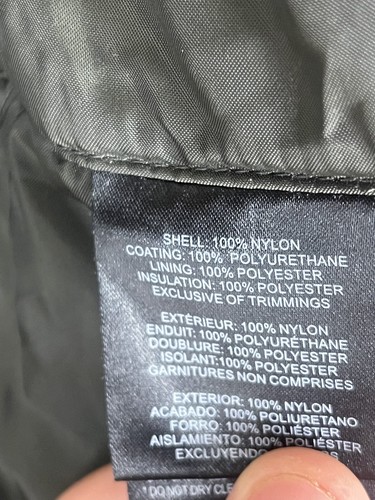 SHELL: 100% NYLON
COATING: 100% POLYURETHANE
LINING: 100% POLYESTER
INSULATION: 100% POLYESTER
EXCLUSIVE OF TRIMMINGS
EXTÉRIEUR: 100% NYLON
ENDUIT: 100% POLYURÉTHANE
DOUBLURE: 100% POLYESTER
ISOLANT:100% POLYESTER
GARNITURES NON COMPRISES
EXTERIOR: 100% NYLON
ACABADO: 100% POLIURETANO
FORRO: 100% POLIÉSTER
AISLAMIENTO: 100% POLIÉSTER
* DO NOT DRY